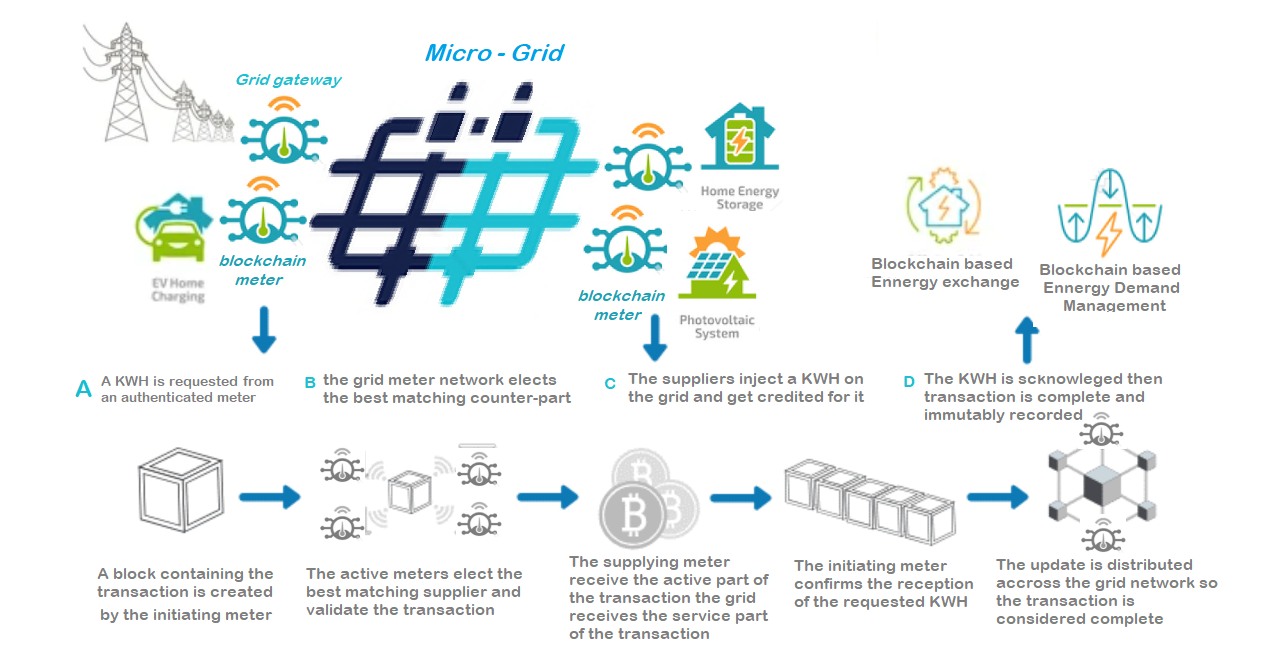 Micro - Grid
Grid gateway
blockchain
meter
EV Home
Charging
Home Energy
Storage
blockchain
meter
Photovoltaic
System
Blockchain based
Ennergy exchange
Blockchain based
Ennergy Demand
Management
A
A KWH is requested from
an authenticated meter
B
the grid meter network elects
the best matching counter-part
C
The suppliers inject a KWH on
the grid and get credited for it
D
The KWH is scknowleged then
transaction is complete and
immutably recorded
A block containing the
transaction is created
by the initiating meter
The active meters elect the
best matching supplier and
validate the transaction
The supplying meter
receive the active part of
the transaction the grid
receives the service part
of the transaction
The initiating meter
confirms the reception
of the requested KWH
The update is distributed
accross the grid network so
the transaction is
considered complete